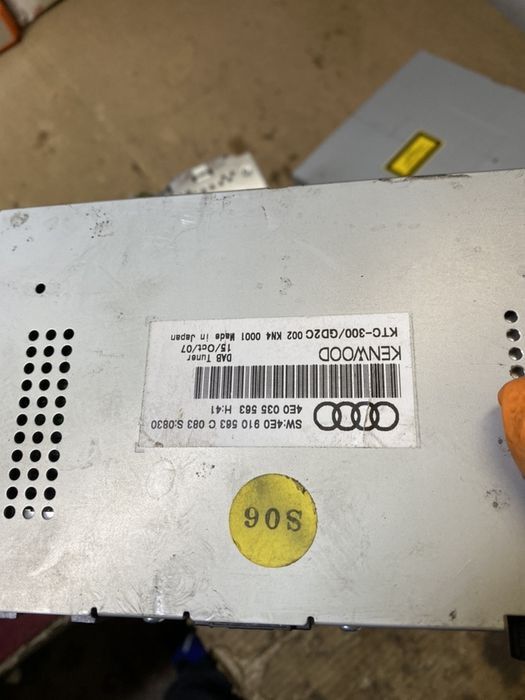 SW:4E0 910 563 C 083 S:0830
4E0 035 563 H:41
KENWOOD
DAB Tuner
15/Oct/07
KTC-300/GD2C 002 KN4 0001 Made in Japan
90S